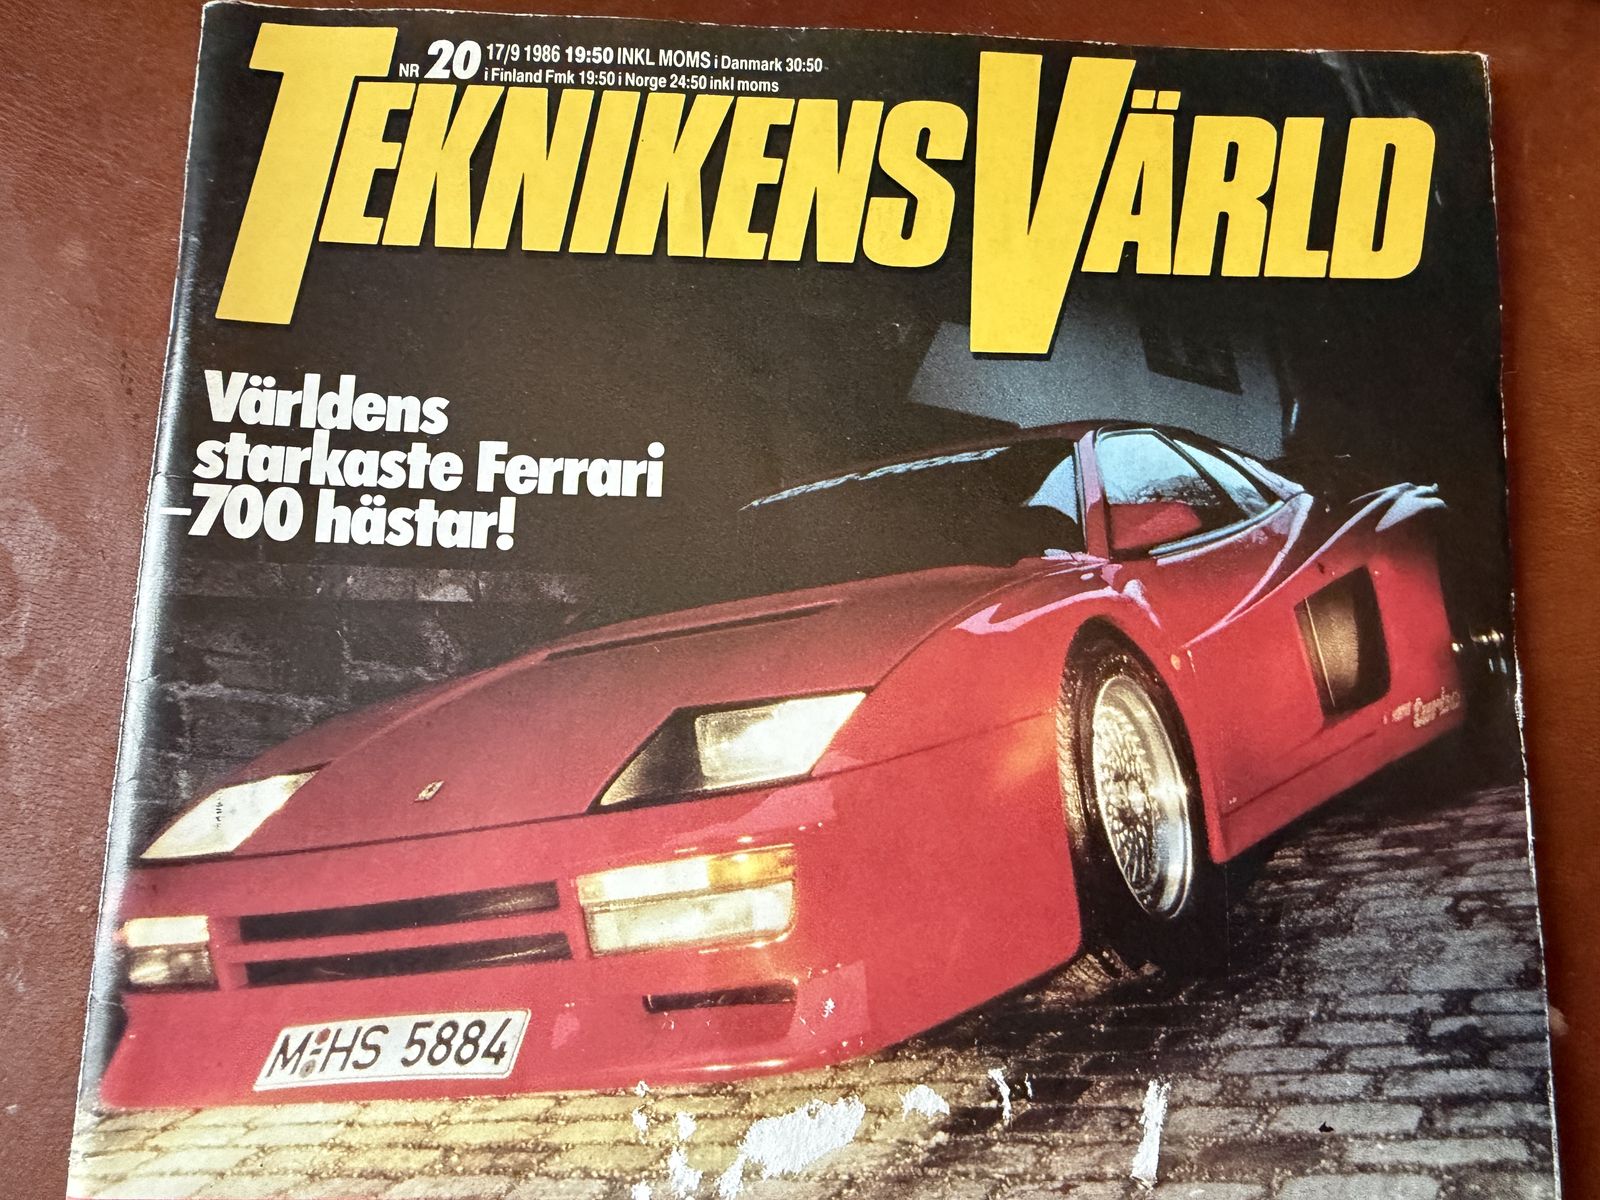 NR 20 17/9 1986 19:50 INKL MOMS i Danmark 30:50
i Finland Fmk 19:50 i Norge 24:50 inkl moms
TEKNIKENS VÄRLD
Världens
starkaste Ferrari
–700 hästar!
turbo
M HS 5884